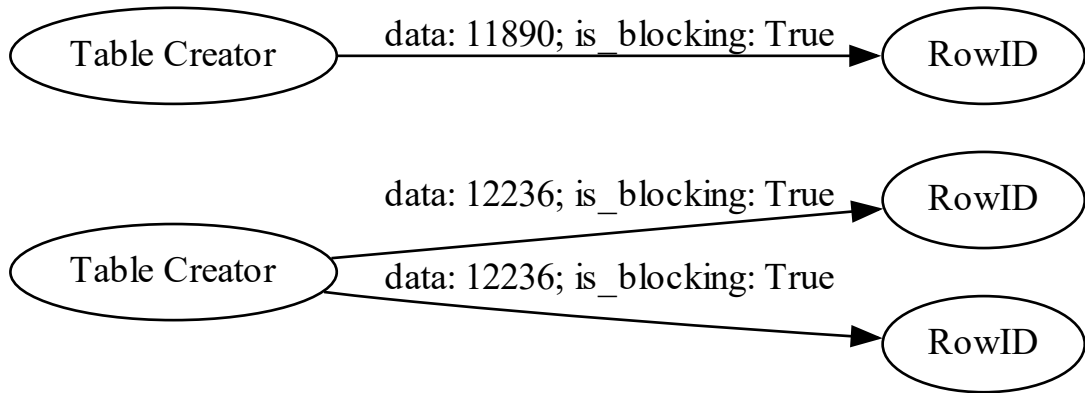 Table Creator
data: 11890; is_blocking: True
RowID
data: 12236; is_blocking: True
RowID
Table Creator
data: 12236; is_blocking: True
RowID